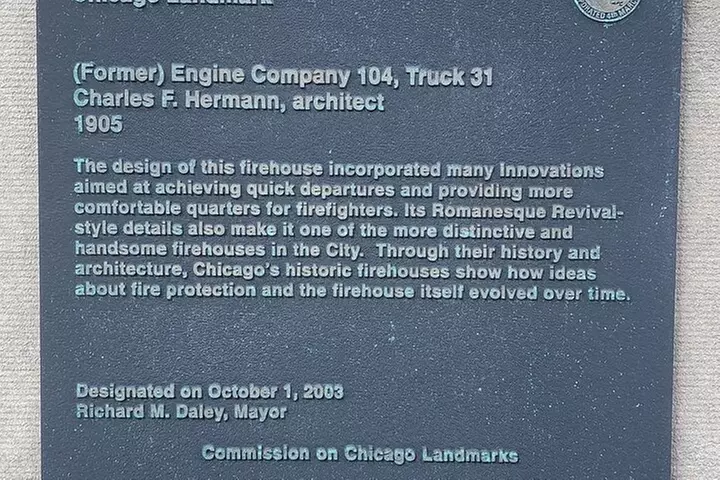 Chicago Landmark
(Former) Engine Company 104, Truck 31
Charles F. Hermann, architect
1905
The design of this firehouse incorporated many Innovations
aimed at achieving quick departures and providing more
comfortable quarters for firefighters. Its Romanesque Revival-
style details also make it one of the more distinctive and
handsome firehouses in the City. Through their history and
architecture, Chicago's historic firehouses show how ideas
about fire protection and the firehouse itself evolved over time.
Designated on October 1, 2003
Richard M. Daley, Mayor
Commission on Chicago Landmarks